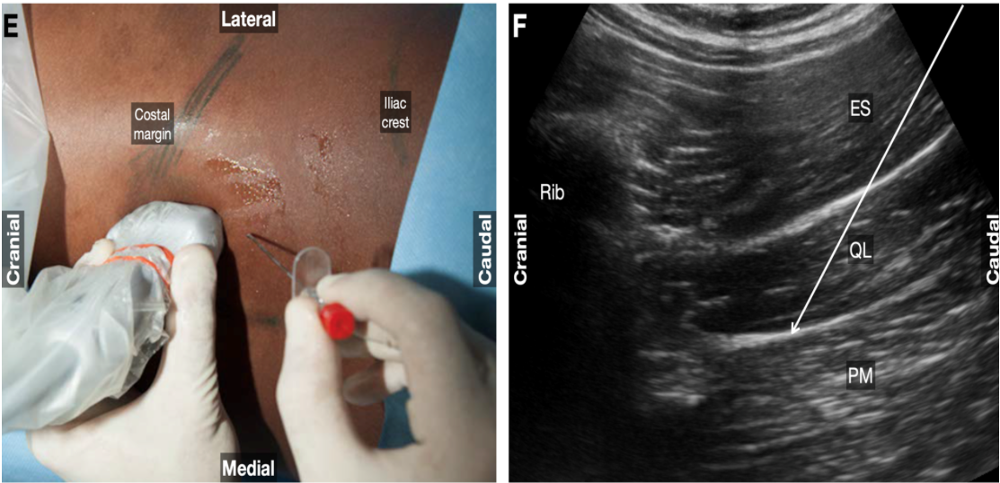 E
Lateral
Costal
margin
Iliac
crest
Cranial
Caudal
Medial
F
ES
Rib
Cranial
QL
Caudal
PM